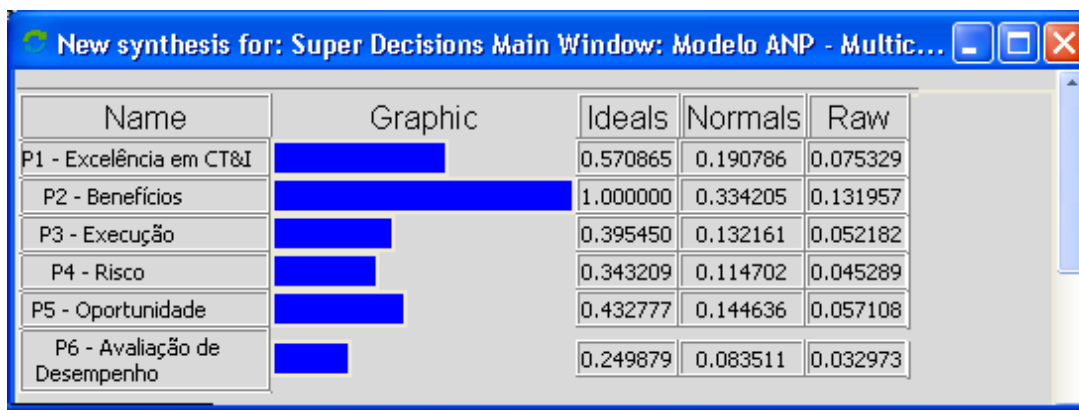 New synthesis for: Super Decisions Main Window: Modelo ANP - Multic...
Name Graphic Ideals Normals Raw
P1 - Excelência em CT&I 0.570865 0.190786 0.075329
P2 - Benefícios 1.000000 0.334205 0.131957
P3 - Execução 0.395450 0.132161 0.052182
P4 - Risco 0.343209 0.114702 0.045289
P5 - Oportunidade 0.432777 0.144636 0.057108
P6 - Avaliação de
Desempenho 0.249879 0.083511 0.032973